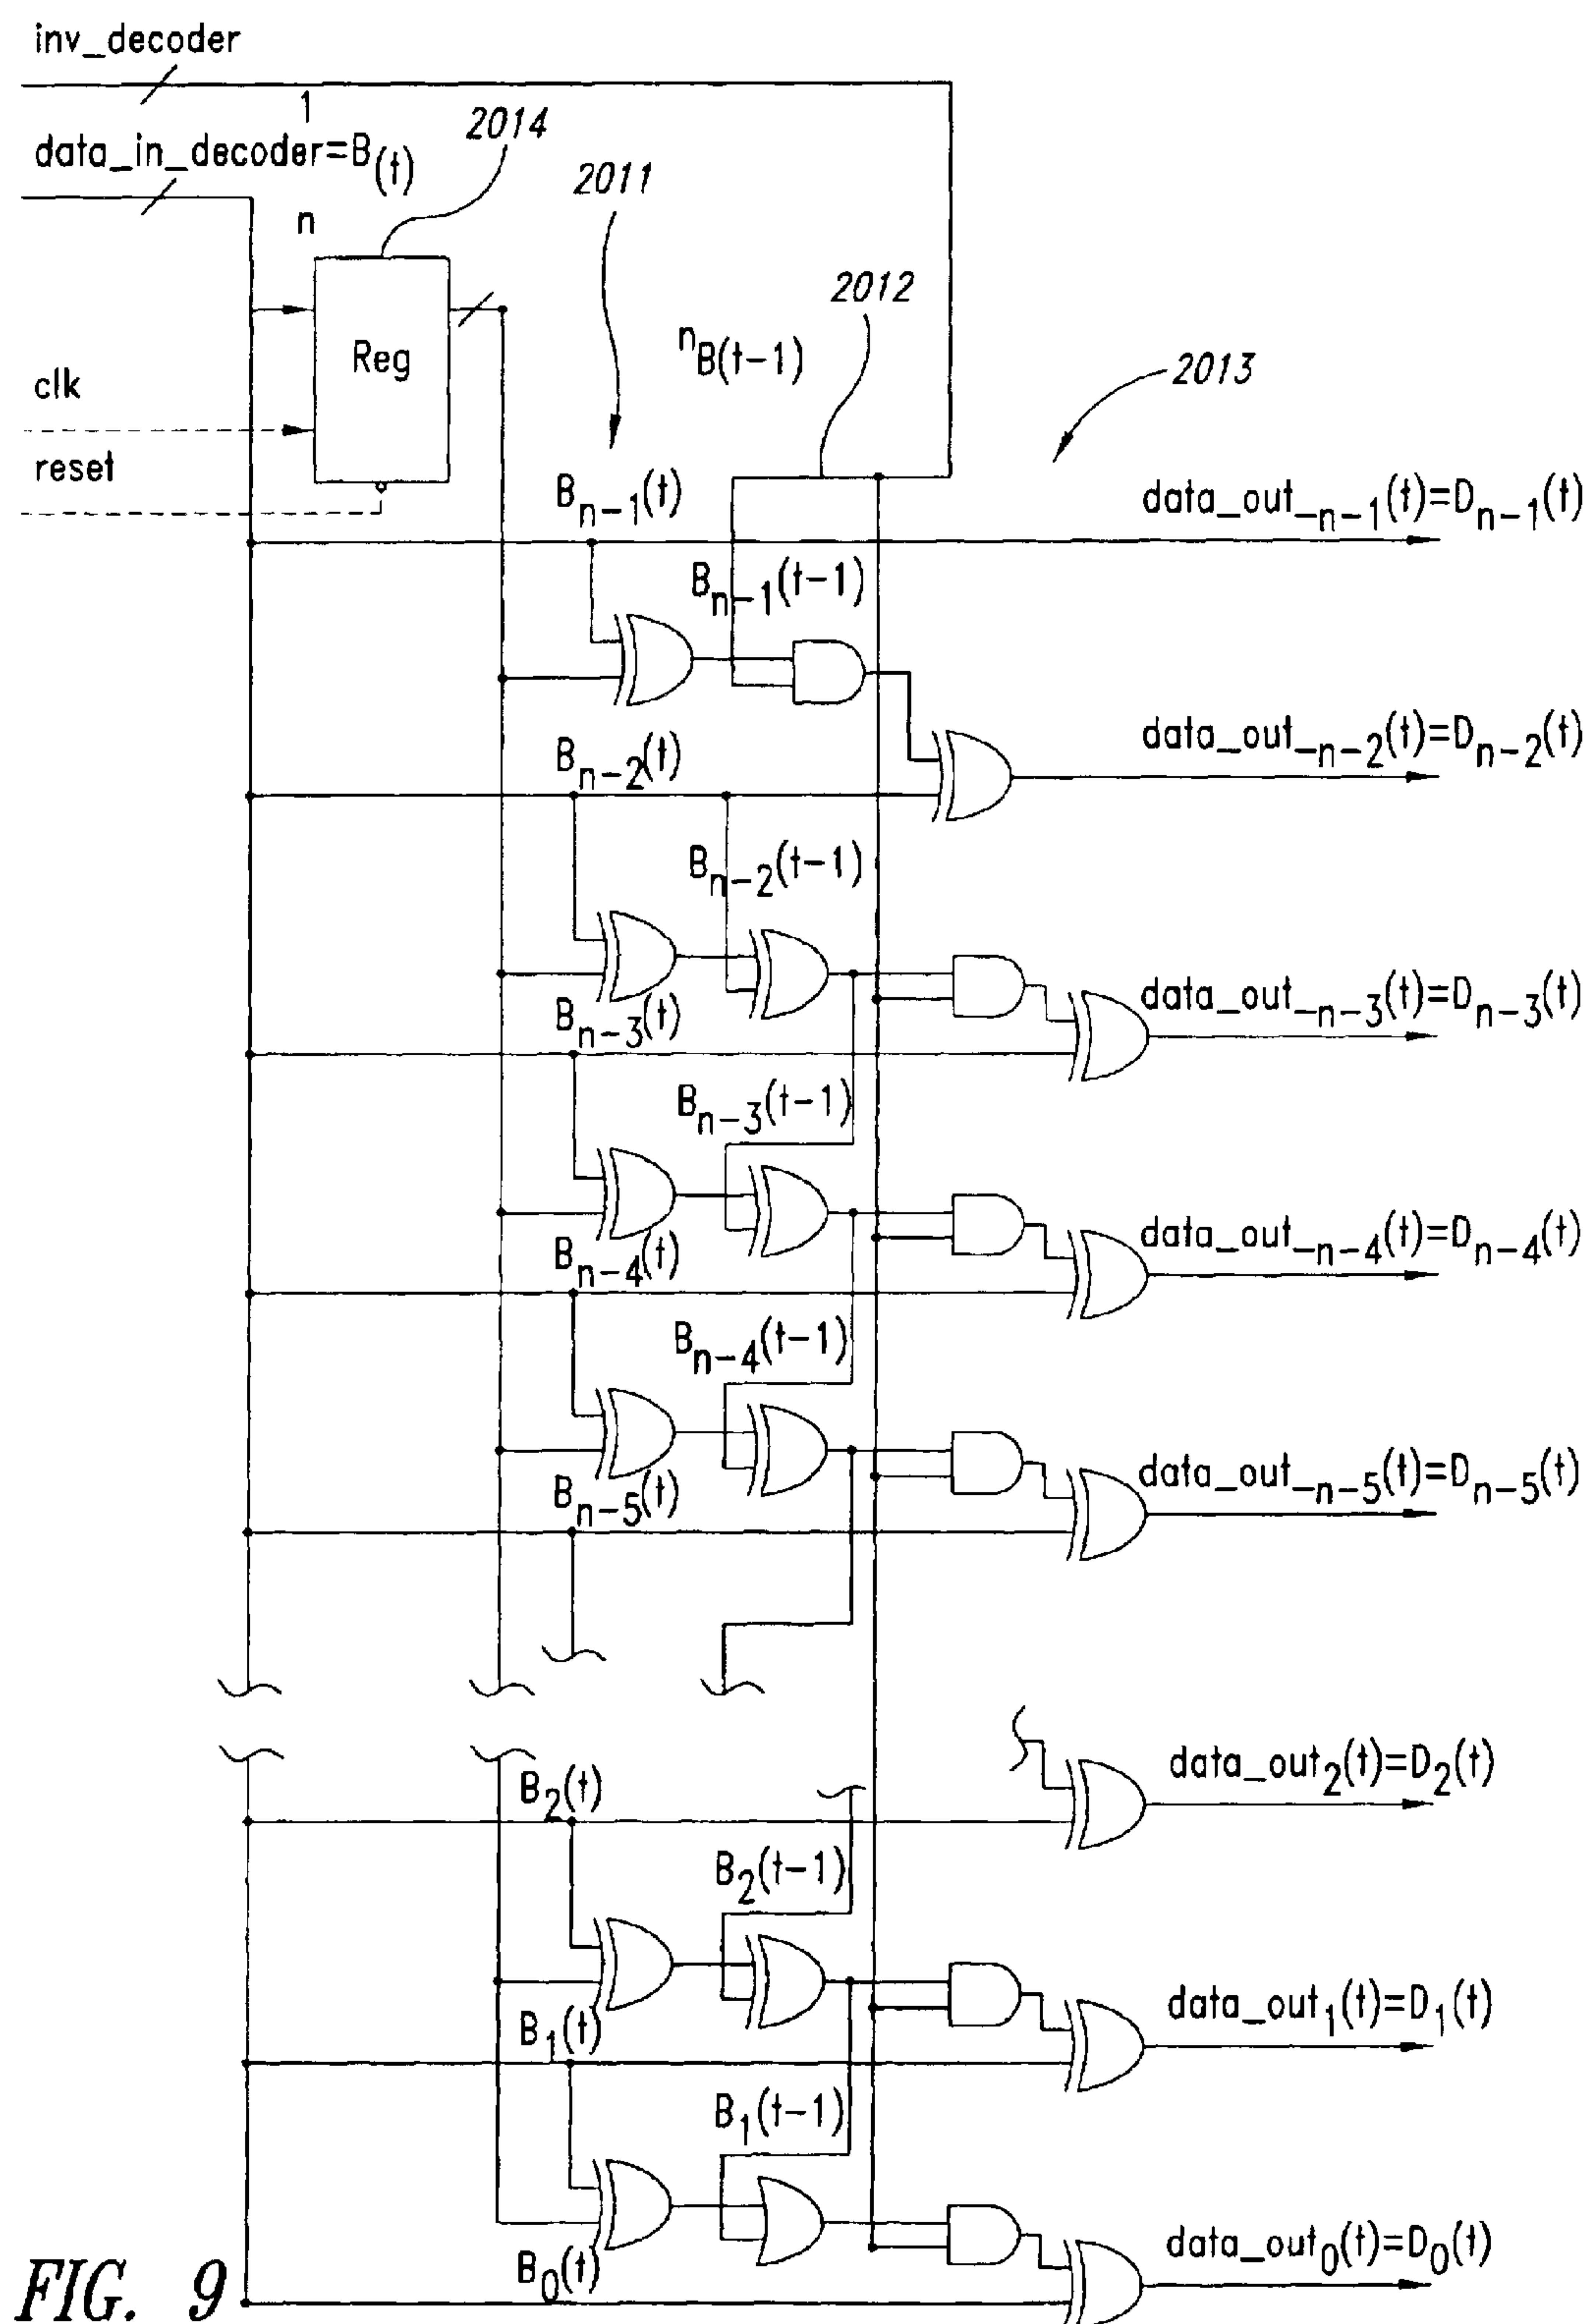 inv_decoder
1
data_in_decoder=B(t)
n
2014
2011
2012
2013
Reg
nB(t-1)
clk
reset
Bn-1(t)
data_out_n-1(t)=Dn-1(t)
Bn-1(t-1)
Bn-2(t)
data_out_n-2(t)=Dn-2(t)
Bn-2(t-1)
Bn-3(t)
data_out_n-3(t)=Dn-3(t)
Bn-3(t-1)
Bn-4(t)
data_out_n-4(t)=Dn-4(t)
Bn-4(t-1)
Bn-5(t)
data_out_n-5(t)=Dn-5(t)
B2(t)
data_out2(t)=D2(t)
B2(t-1)
B1(t)
data_out1(t)=D1(t)
B1(t-1)
B0(t)
data_out0(t)=D0(t)
FIG. 9